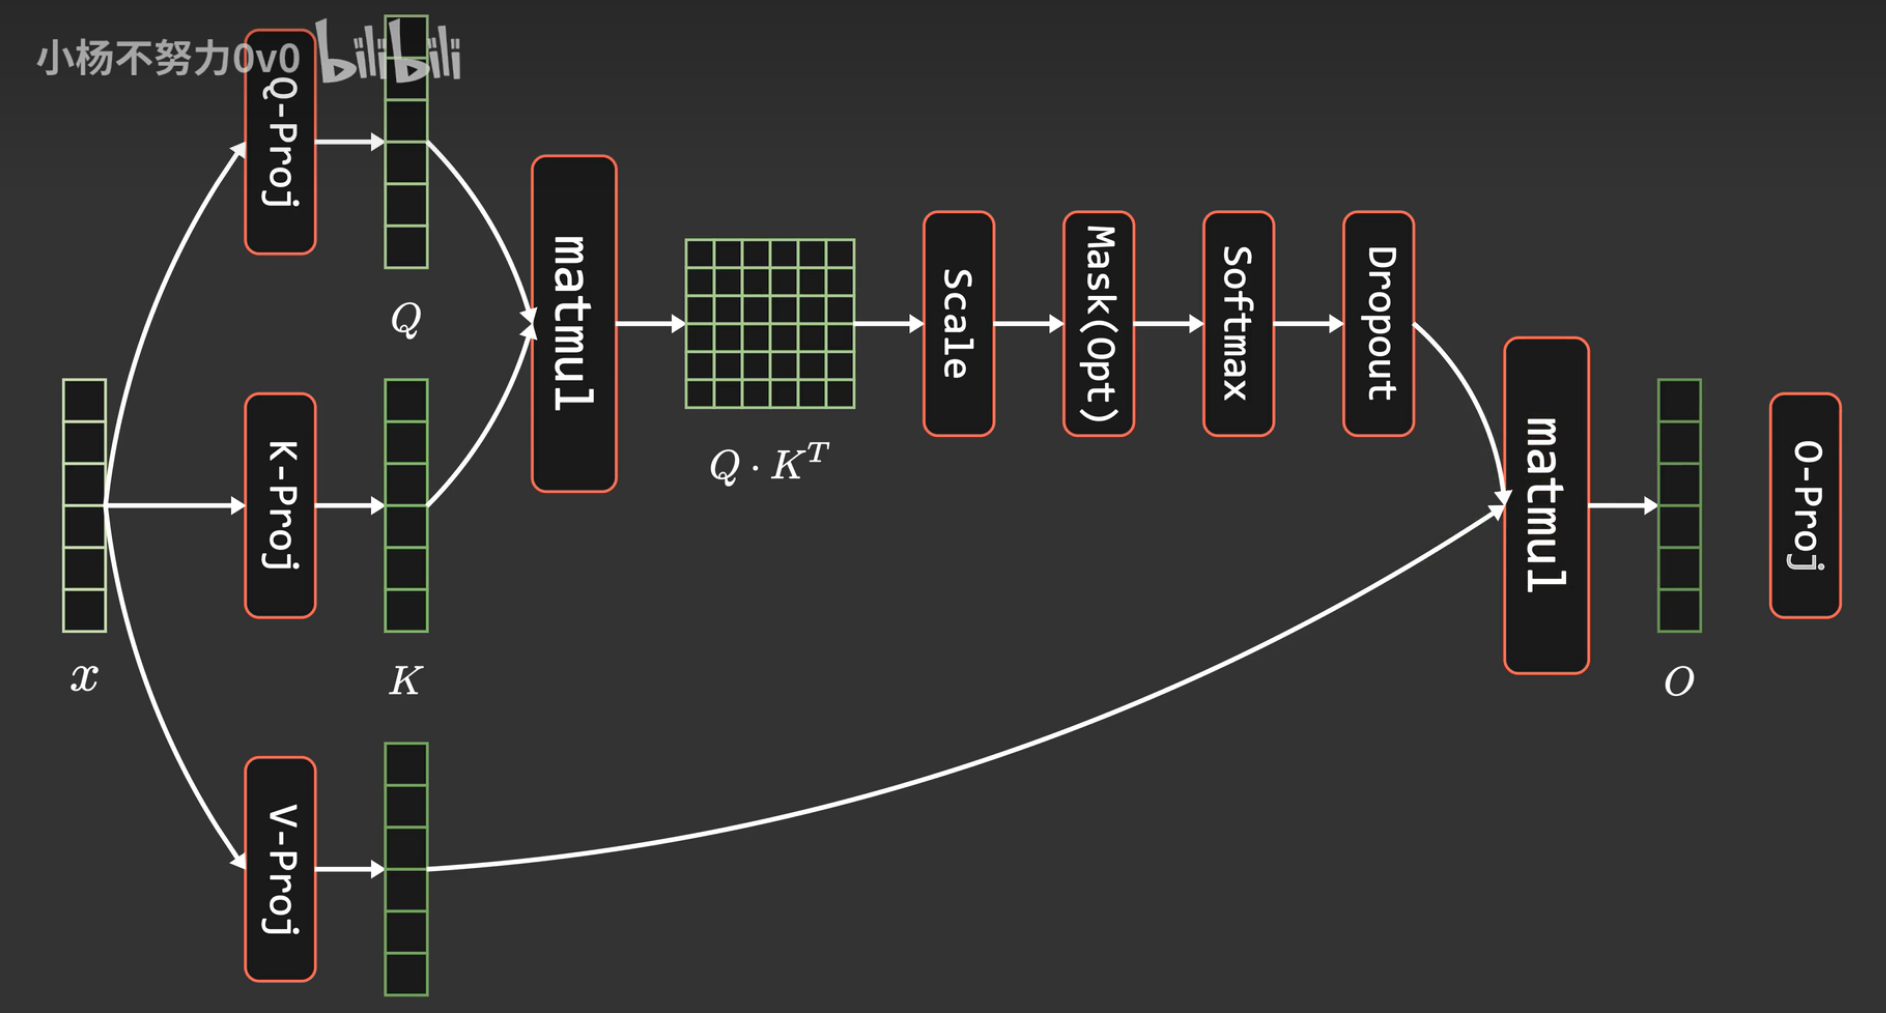 小杨不努力0v0 bilibili
Q-Proj
Q
K-Proj
x
K
V-Proj
matmul
Q · K^T
Scale
Mask(Opt)
Softmax
Dropout
matmul
O
O-Proj